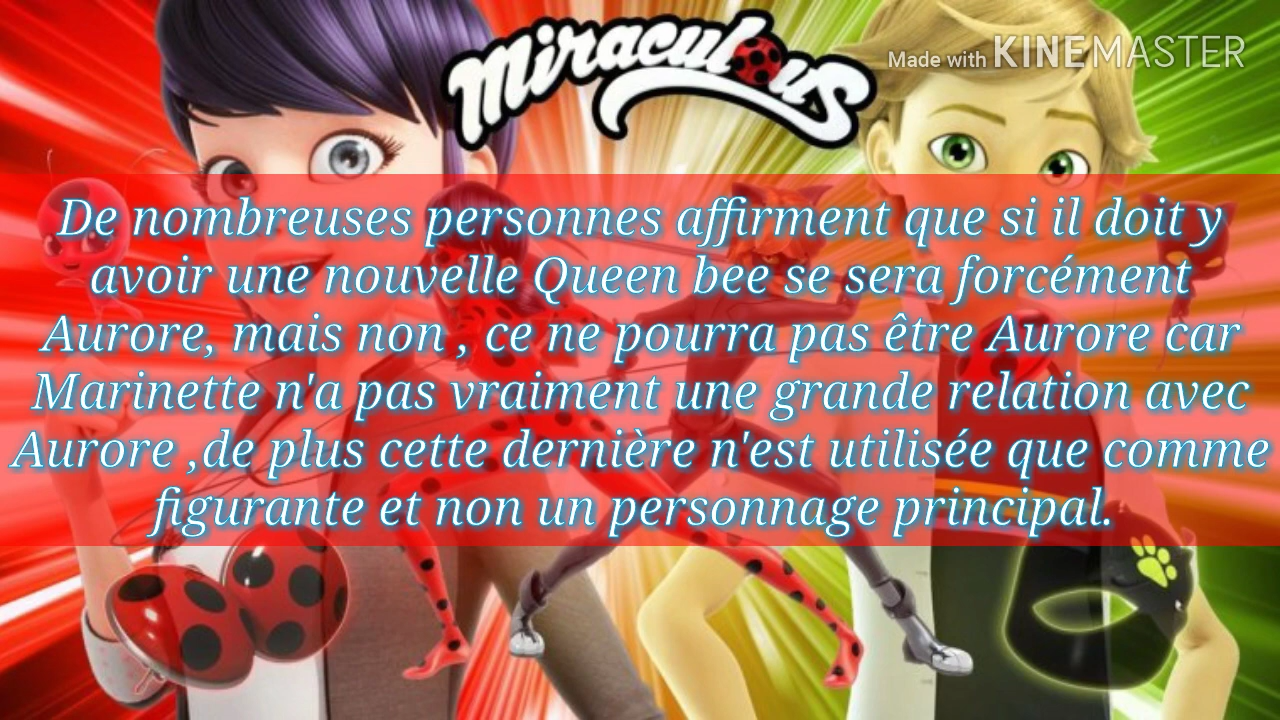 Miraculous
Made with KINEMASTER
De nombreuses personnes affirment que si il doit y
avoir une nouvelle Queen bee se sera forcément
Aurore, mais non , ce ne pourra pas être Aurore car
Marinette n'a pas vraiment une grande relation avec
Aurore ,de plus cette dernière n'est utilisée que comme
figurante et non un personnage principal.